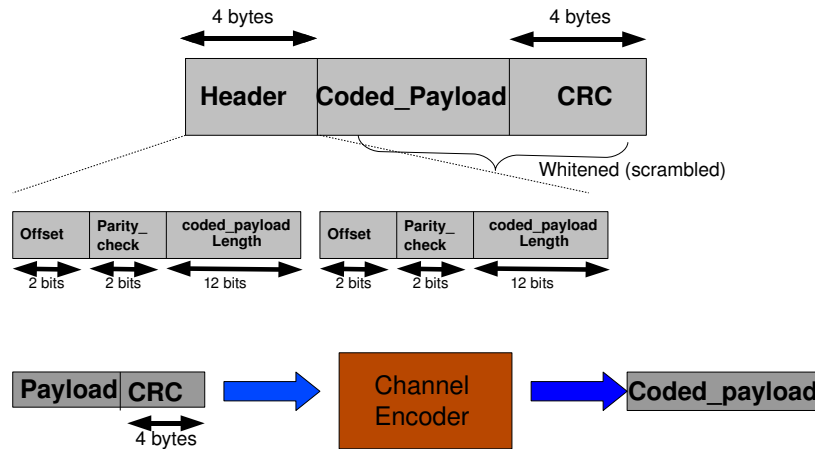 4 bytes
4 bytes
Header
Coded_Payload
CRC
Whitened (scrambled)
Offset
Parity_
check
coded_payload
Length
Offset
Parity_
check
coded_payload
Length
2 bits
2 bits
12 bits
2 bits
2 bits
12 bits
Payload
CRC
4 bytes
Channel
Encoder
Coded_payload